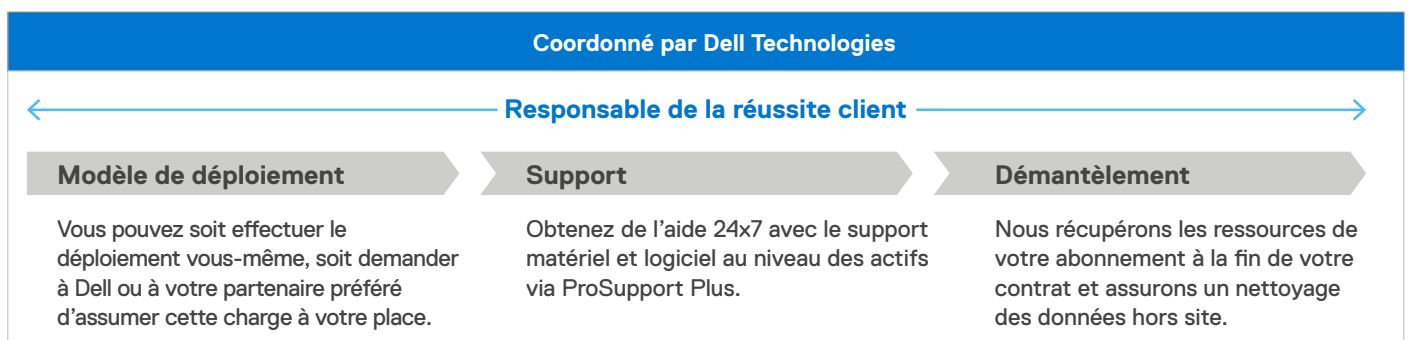 Coordonné par Dell Technologies
Responsable de la réussite client
Modèle de déploiement
Vous pouvez soit effectuer le
déploiement vous-même, soit demander
à Dell ou à votre partenaire préféré
d'assumer cette charge à votre place.
Support
Obtenez de l'aide 24x7 avec le support
matériel et logiciel au niveau des actifs
via ProSupport Plus.
Démantèlement
Nous récupérons les ressources de
votre abonnement à la fin de votre
contrat et assurons un nettoyage
des données hors site.